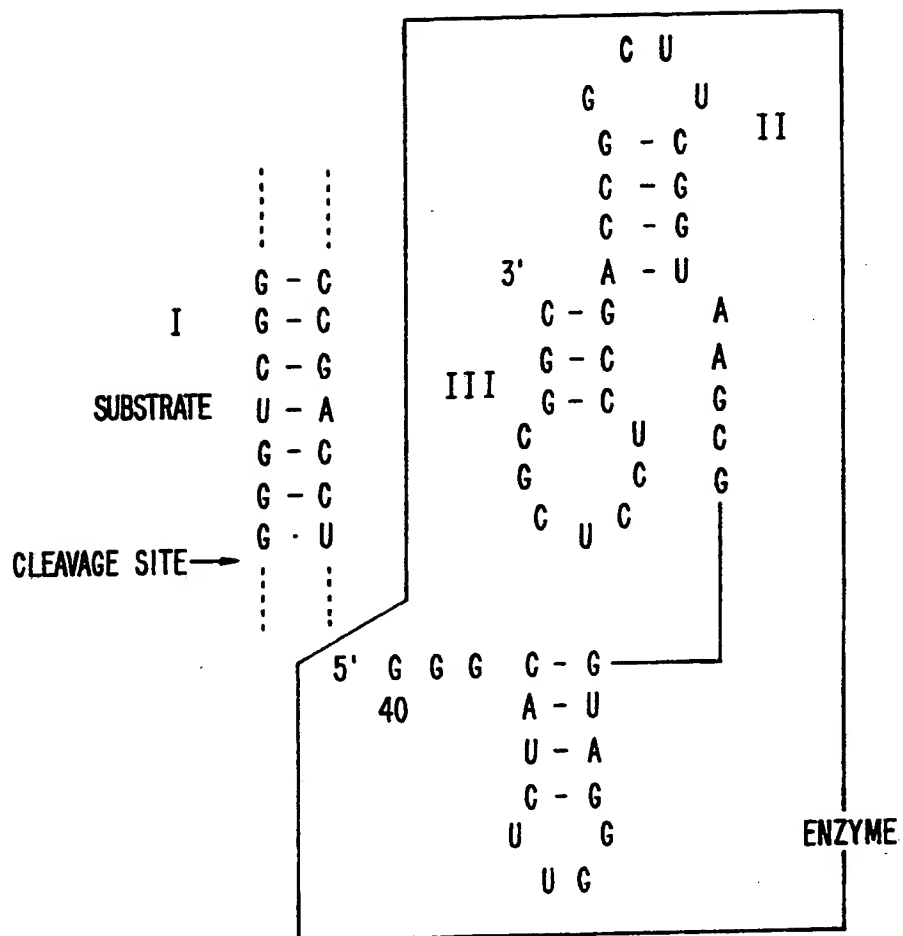 C U
G U
II
G - C
C - G
C - G
3' A - U
G - C
C - G A
I
G - C
G - C A
C - G
III
G - C G
SUBSTRATE U - A
C U C
G - C
G C G
G - C
C U C
G · U
CLEAVAGE SITE
5' G G G C - G
40
A - U
U - A
C - G
U G
ENZYME
U G